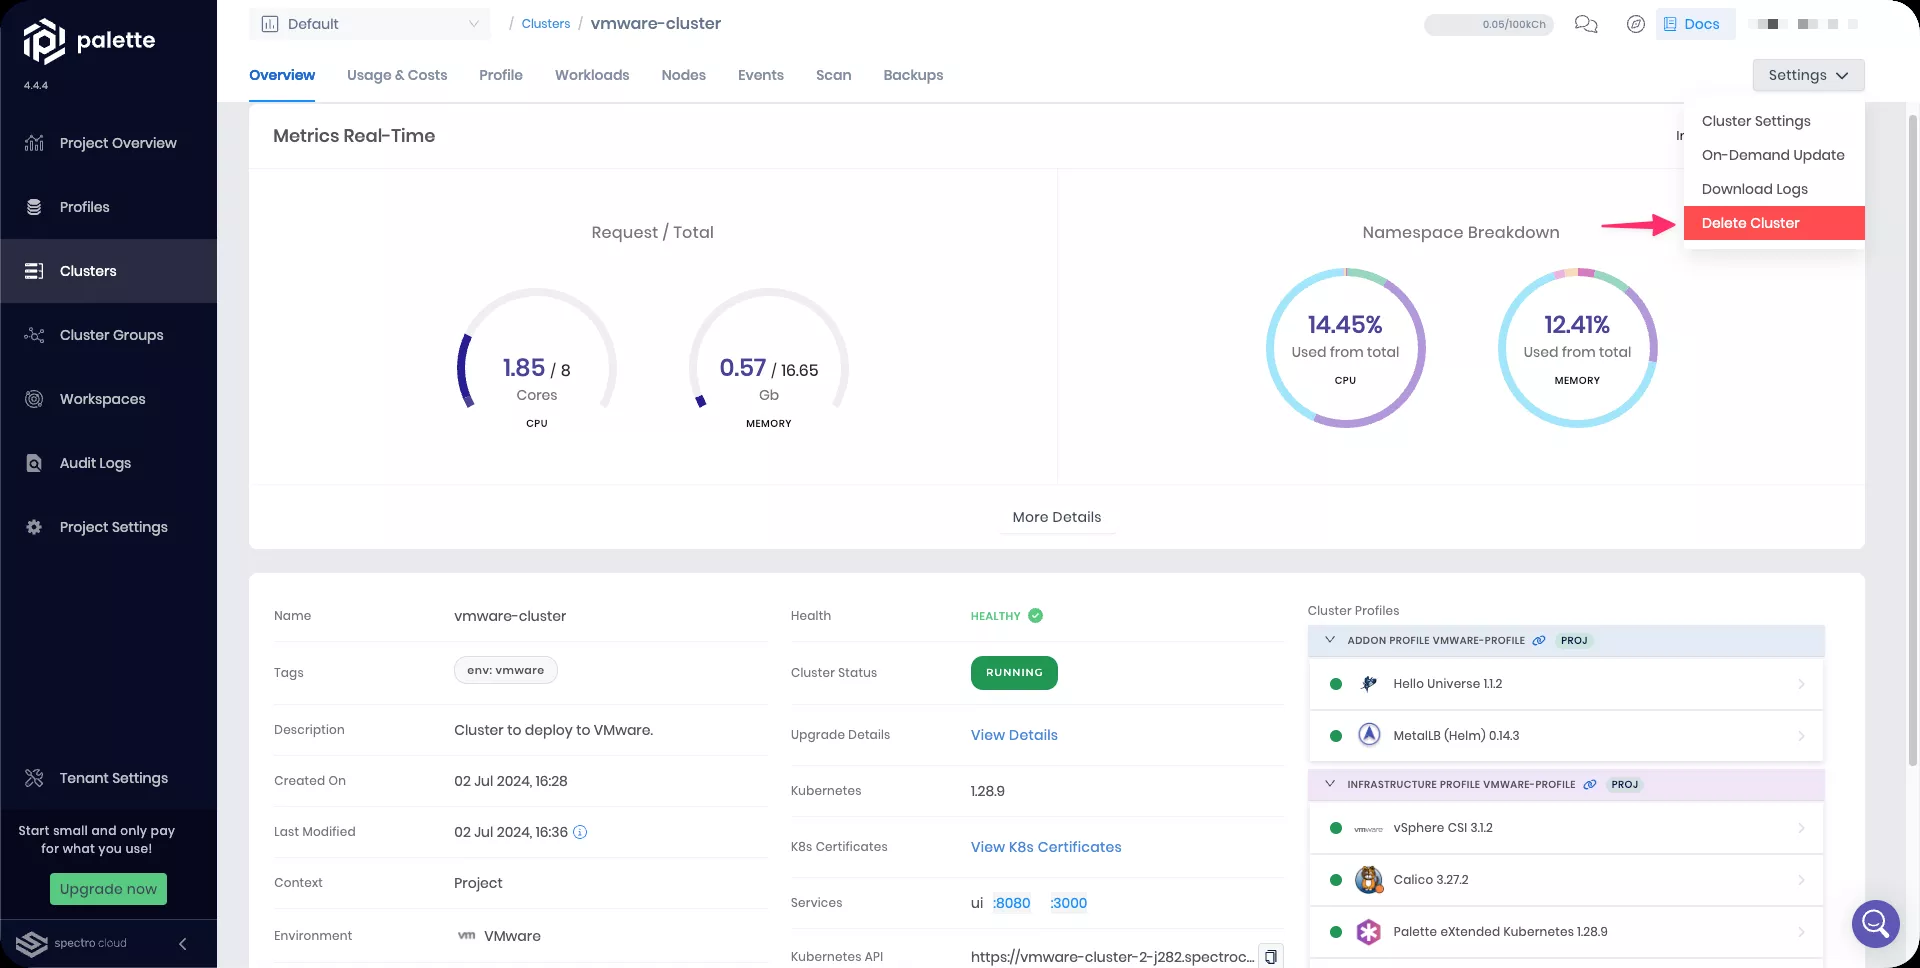 palette
4.4.4
Project Overview
Profiles
Clusters
Cluster Groups
Workspaces
Audit Logs
Project Settings
Tenant Settings
Start small and only pay
for what you use!
Upgrade now
spectro cloud
Default
/ Clusters / vmware-cluster
0.05/100kCh
Docs
Overview
Usage & Costs
Profile
Workloads
Nodes
Events
Scan
Backups
Settings
Cluster Settings
On-Demand Update
Download Logs
Delete Cluster
Metrics Real-Time
Request / Total
1.85 / 8
Cores
CPU
0.57 / 16.65
Gb
MEMORY
Namespace Breakdown
14.45%
Used from total
CPU
12.41%
Used from total
MEMORY
More Details
Name
vmware-cluster
Tags
env: vmware
Description
Cluster to deploy to VMware.
Created On
02 Jul 2024, 16:28
Last Modified
02 Jul 2024, 16:36
Context
Project
Environment
vm VMware
Health
HEALTHY
Cluster Status
RUNNING
Upgrade Details
View Details
Kubernetes
1.28.9
K8s Certificates
View K8s Certificates
Services
ui :8080 :3000
Kubernetes API
https://vmware-cluster-2-j282.spectroc...
Cluster Profiles
ADDON PROFILE VMWARE-PROFILE PROJ
Hello Universe 1.1.2
MetalLB (Helm) 0.14.3
INFRASTRUCTURE PROFILE VMWARE-PROFILE PROJ
vmware vSphere CSI 3.1.2
Calico 3.27.2
Palette eXtended Kubernetes 1.28.9